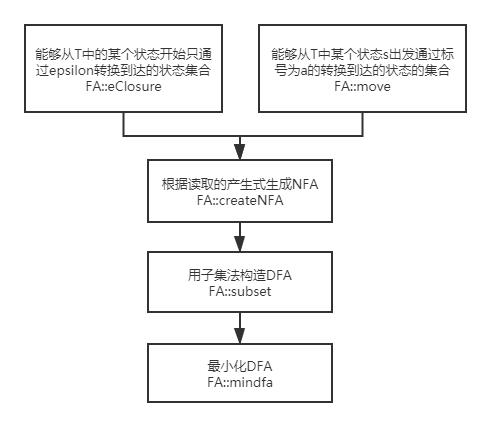 能够从T中的某个状态开始只通
过epsilon转换到达的状态集合
FA::eClosure
能够从T中某个状态s出发通过标
号为a的转换到达的状态的集合
FA::move
根据读取的产生式生成NFA
FA::createNFA
用子集法构造DFA
FA::subset
最小化DFA
FA::mindfa